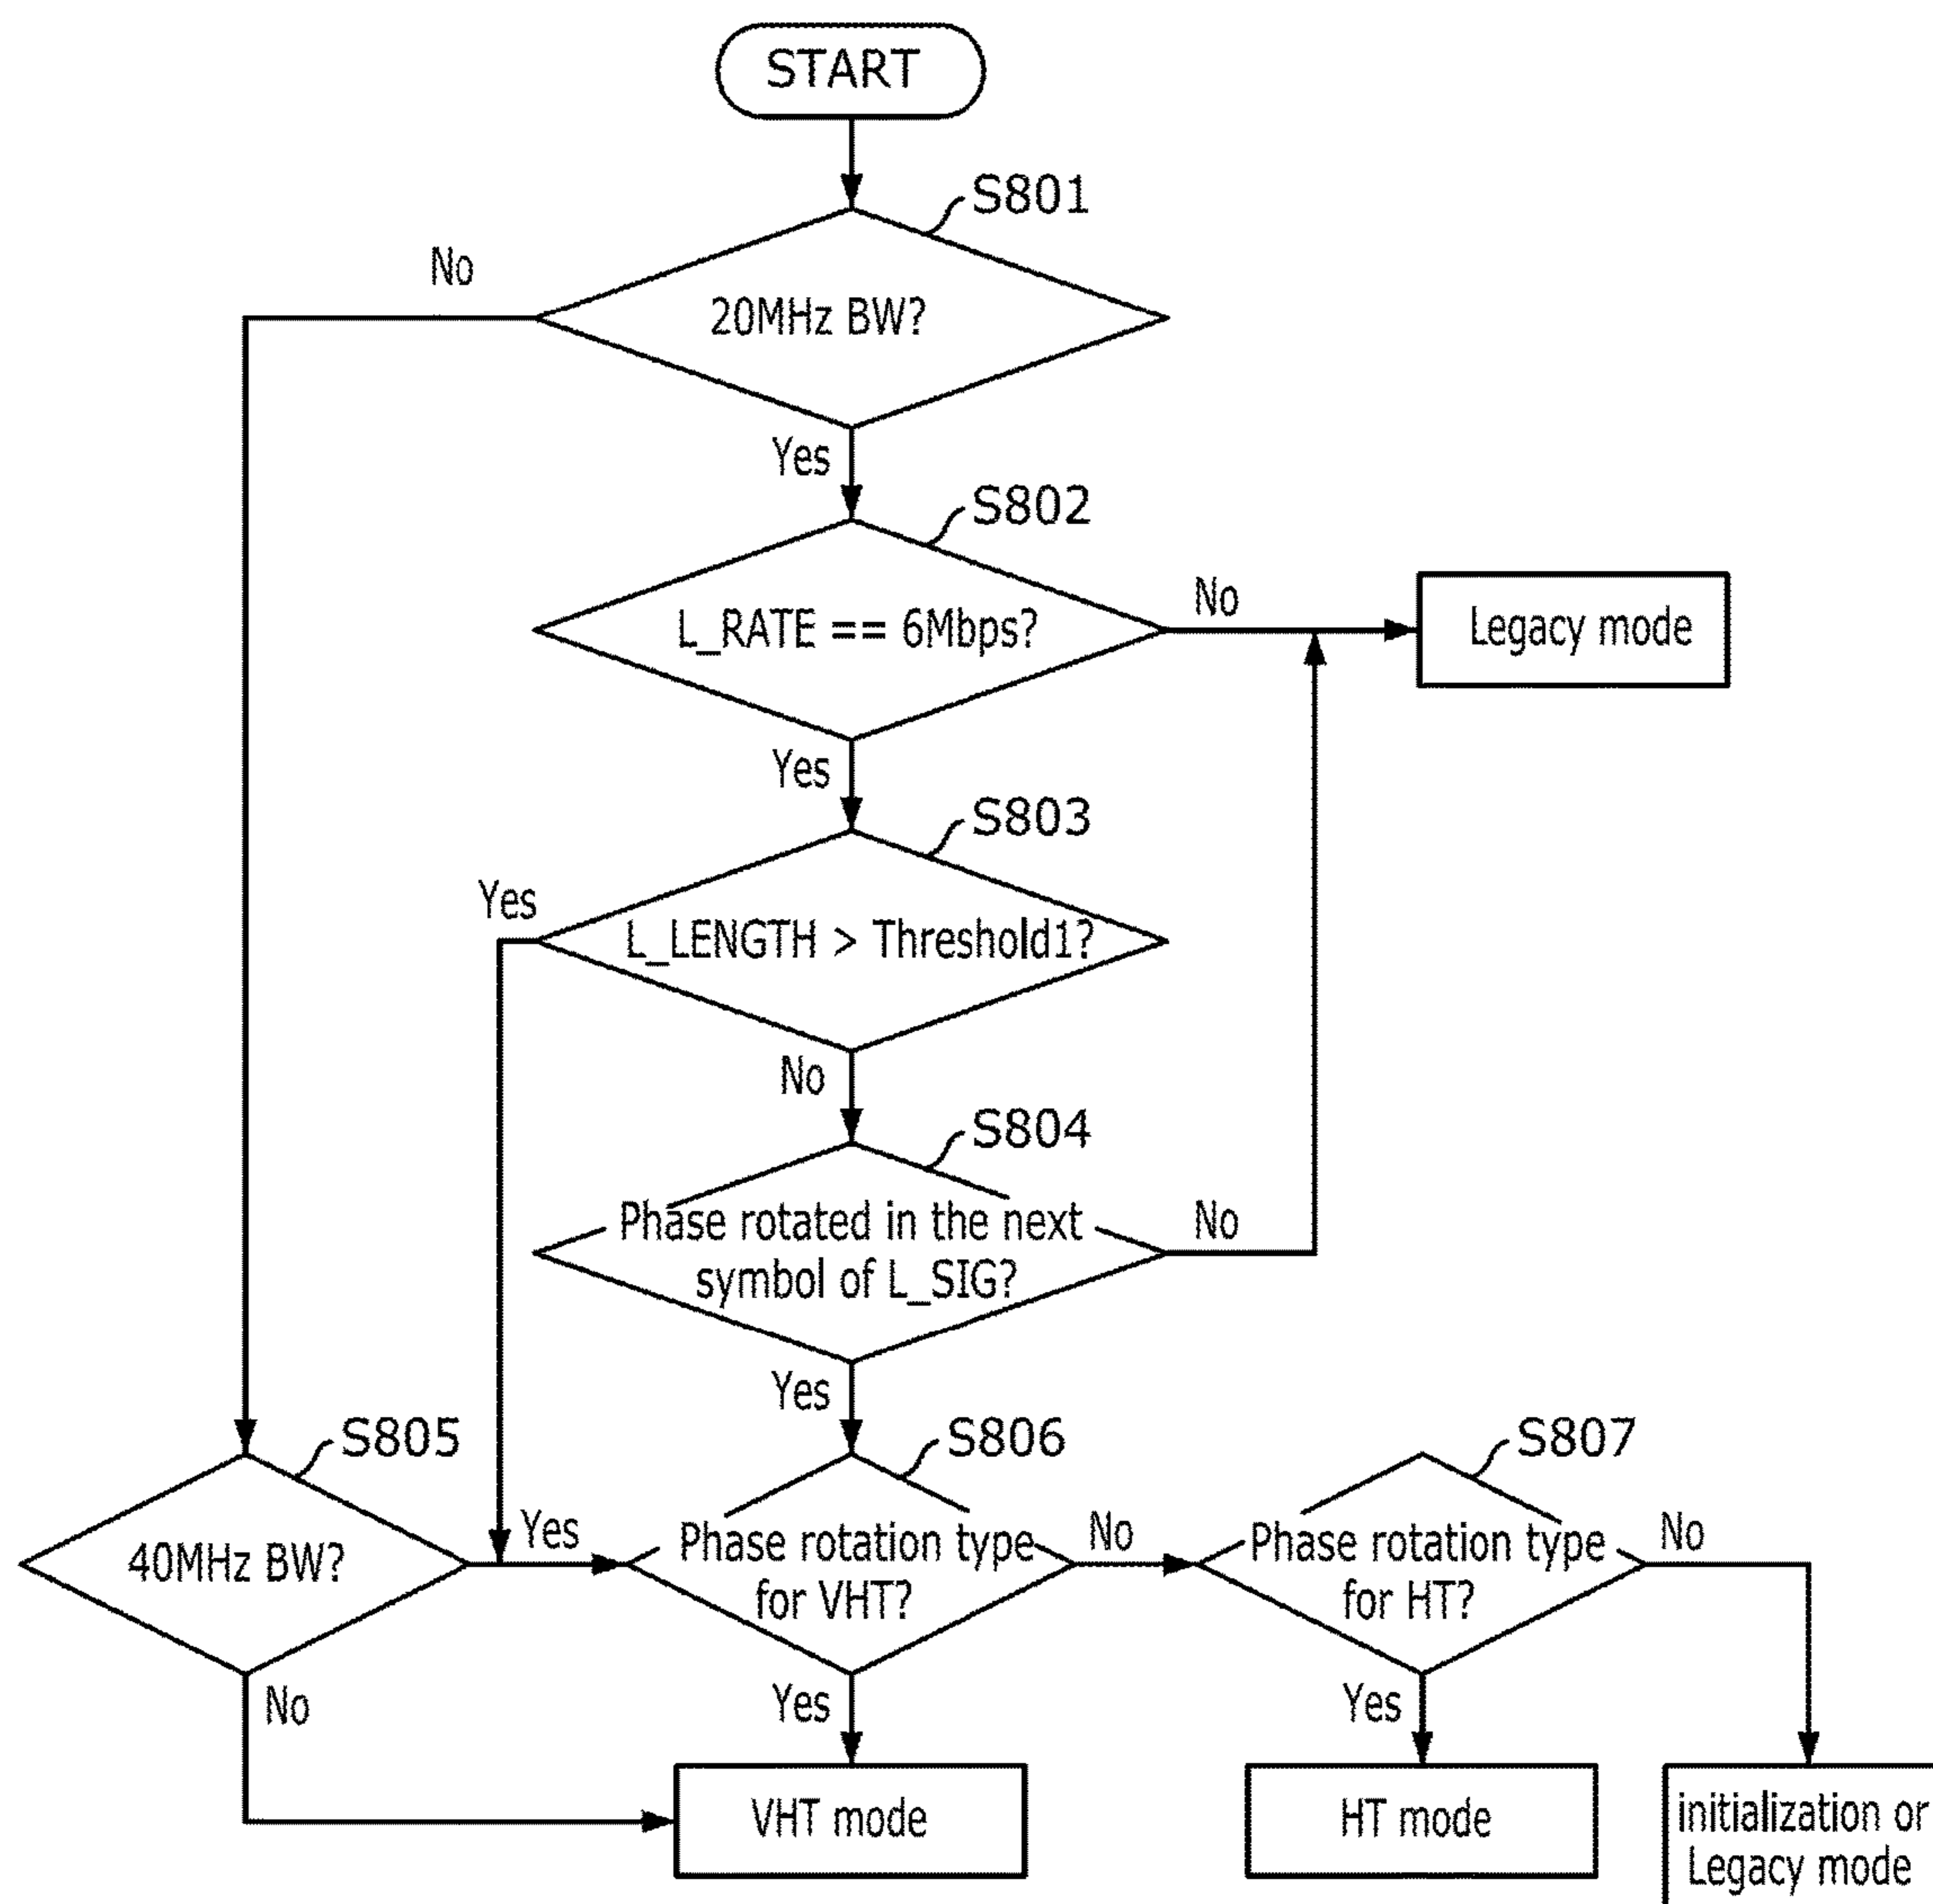 START
S801
No
20MHz BW?
Yes
S802
L_RATE == 6Mbps?
No
Legacy mode
Yes
S803
Yes
L_LENGTH > Threshold1?
No
S804
Phase rotated in the next
symbol of L_SIG?
No
Yes
S805
S806
S807
40MHz BW?
Yes
Phase rotation type
for VHT?
No
Phase rotation type
for HT?
No
No
Yes
Yes
VHT mode
HT mode
initialization or
Legacy mode